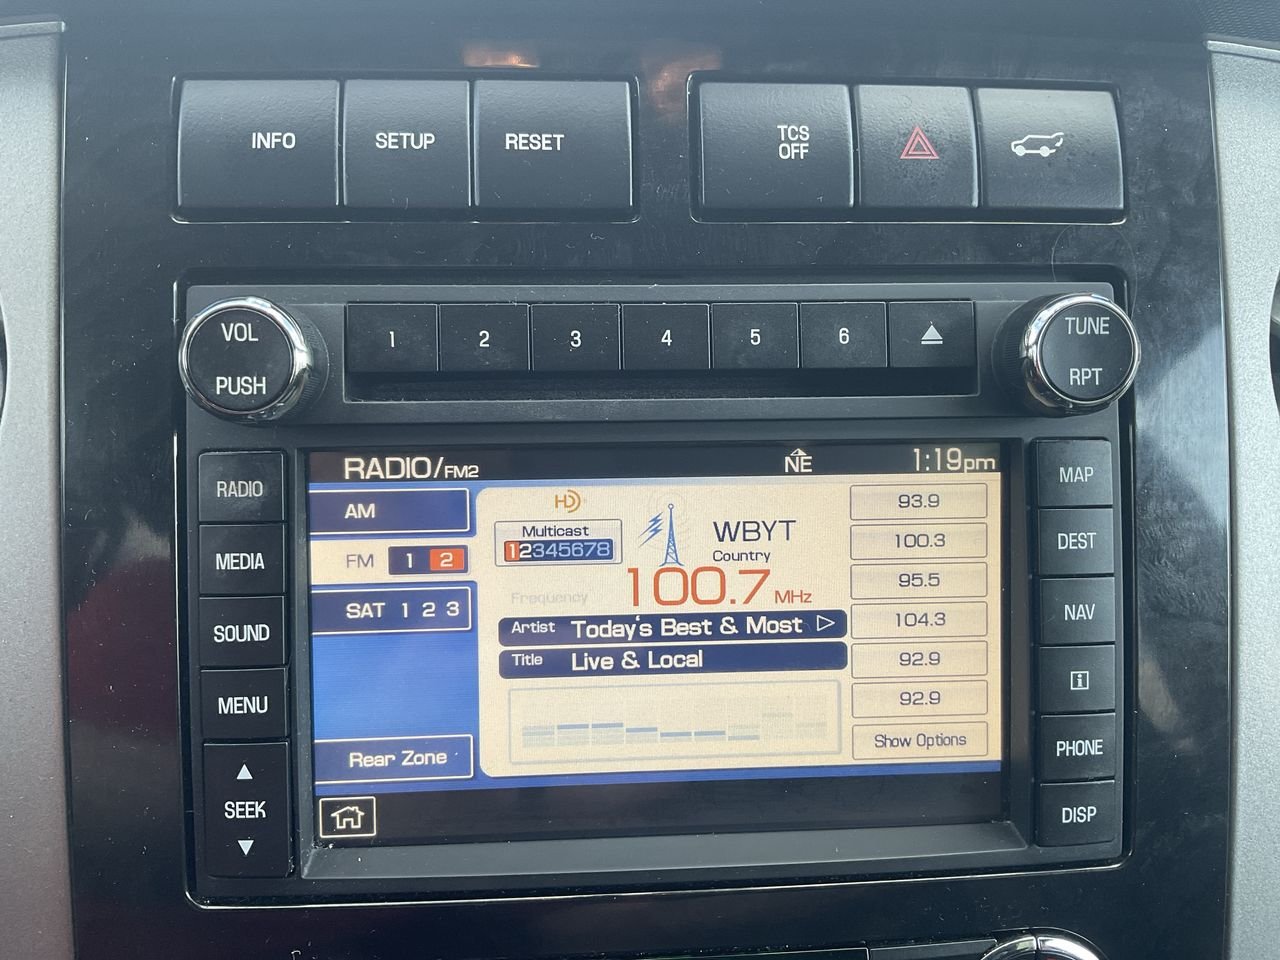 INFO
SETUP
RESET
TCS
OFF
VOL
PUSH
1
2
3
4
5
6
TUNE
RPT
RADIO
MEDIA
SOUND
MENU
SEEK
RADIO/FM2
NE
1:19pm
AM
FM 1 2
SAT 1 2 3
Rear Zone
HD
Multicast
12345678
WBYT
Country
Frequency
100.7 MHz
Artist Today's Best & Most
Title Live & Local
93.9
100.3
95.5
104.3
92.9
92.9
Show Options
MAP
DEST
NAV
i
PHONE
DISP